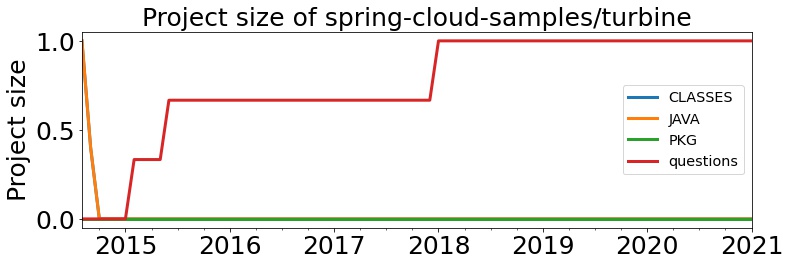 Project size of spring-cloud-samples/turbine
Project size
1.0
0.5
0.0
CLASSES
JAVA
PKG
questions
2015 2016 2017 2018 2019 2020 2021